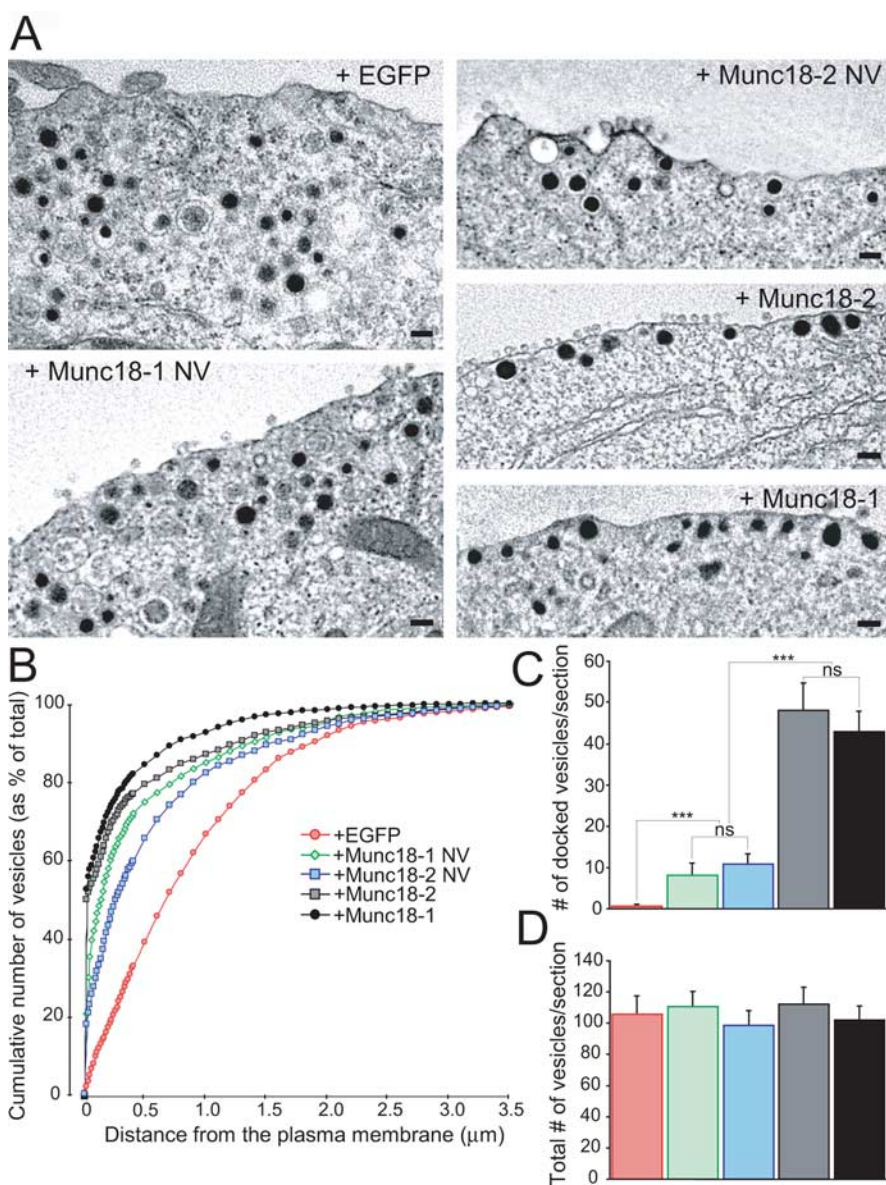 A
+ EGFP
+ Munc18-2 NV
+ Munc18-2
+ Munc18-1 NV
+ Munc18-1
B
Cumulative number of vesicles (as % of total)
100
80
60
40
20
0
0
0.5
1.0
1.5
2.0
2.5
3.0
3.5
Distance from the plasma membrane (μm)
+EGFP
+Munc18-1 NV
+Munc18-2 NV
+Munc18-2
+Munc18-1
C
# of docked vesicles/section
60
50
40
30
20
10
0
***
ns
***
ns
D
Total # of vesicles/section
120
100
80
60
40
20
0